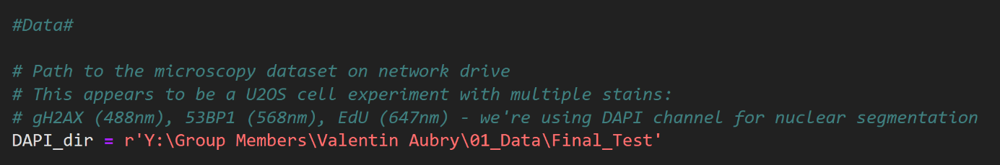 #Data#
# Path to the microscopy dataset on network drive
# This appears to be a U2OS cell experiment with multiple stains:
# gH2AX (488nm), 53BP1 (568nm), EdU (647nm) - we're using DAPI channel for nuclear segmentation
DAPI_dir = r'Y:\Group Members\Valentin Aubry\01_Data\Final_Test'